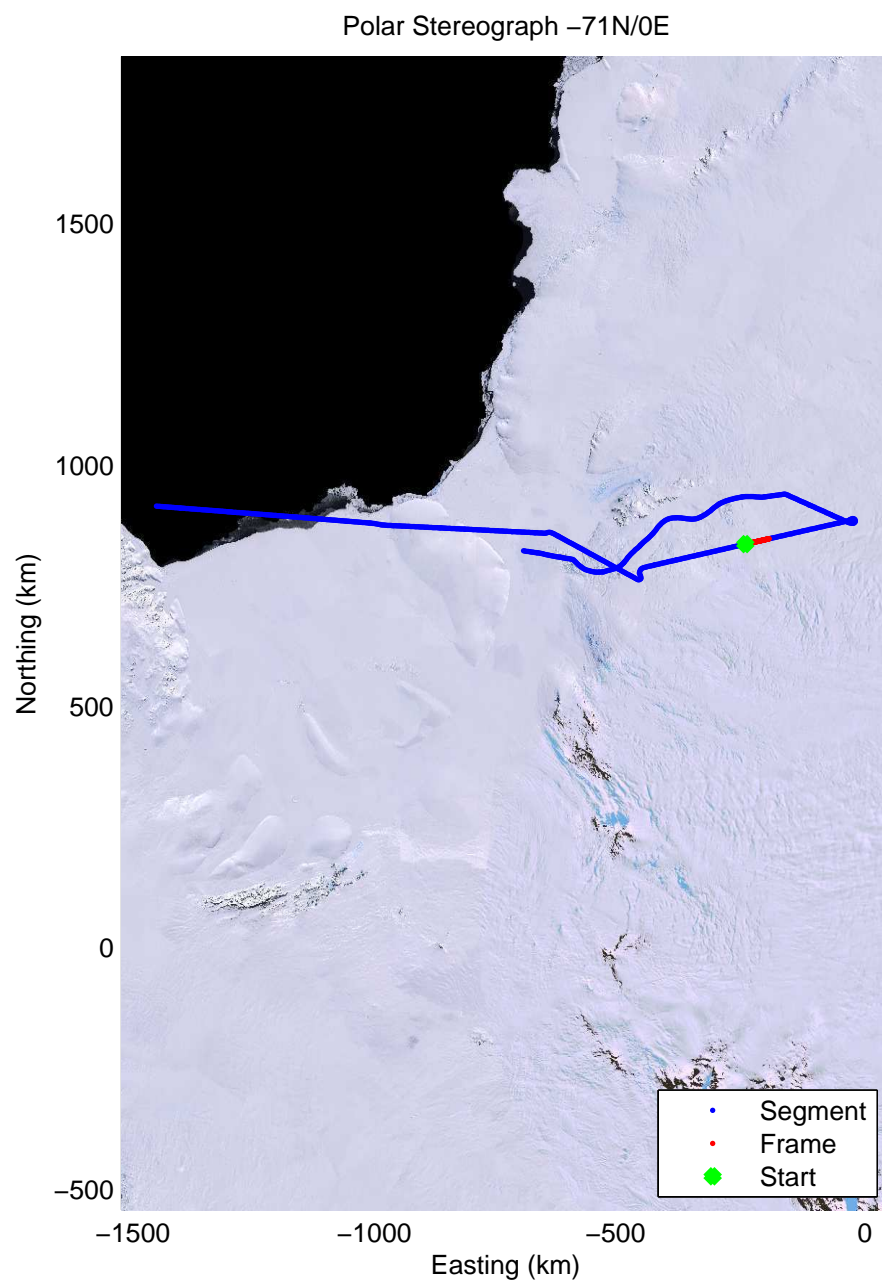 Polar Stereograph −71N/0E
1500
1000
500
0
−500
Northing (km)
−1500
−1000
−500
0
Easting (km)
Segment
Frame
Start